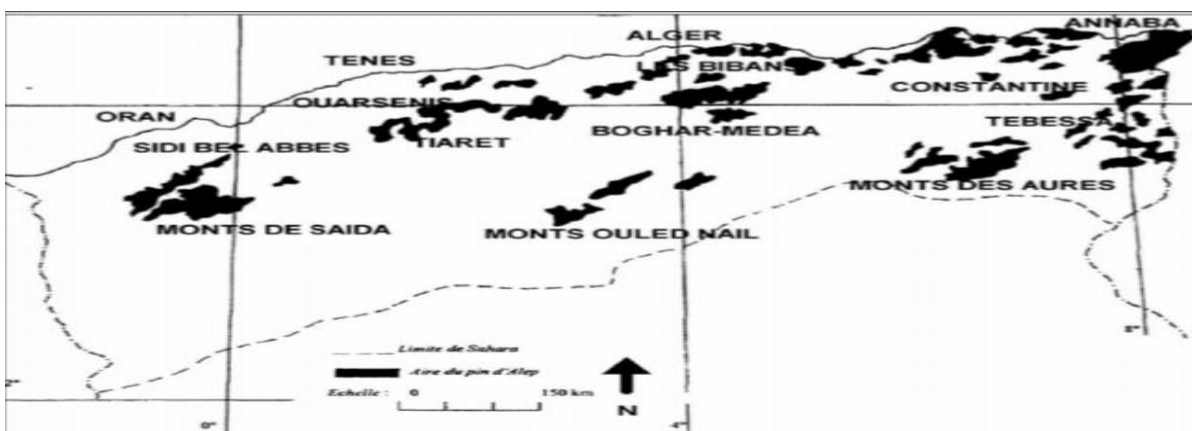 ANNABA
ALGER
TENES
LES BIBANS
CONSTANTINE
OUARSENIS
ORAN
TEBESSA
BOGHAR-MEDEA
TIARET
SIDI BEL ABBES
MONTS DES AURES
MONTS DE SAIDA
MONTS OULED NAIL
Limite de Sahara
Aire du pin d'Alep
Echelle : 0 150 km
N
2°
0°
4°
8°